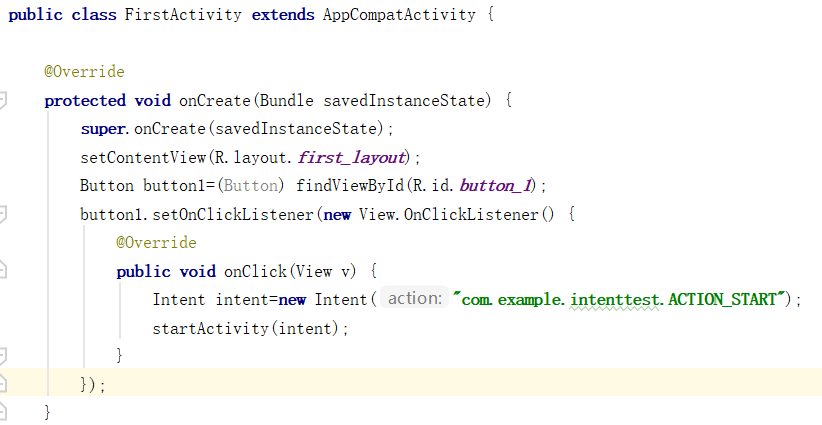 public class FirstActivity extends AppCompatActivity {
@Override
protected void onCreate(Bundle savedInstanceState) {
super.onCreate(savedInstanceState);
setContentView(R.layout.first_layout);
Button button1=(Button) findViewById(R.id.button_1);
button1.setOnClickListener(new View.OnClickListener() {
@Override
public void onClick(View v) {
Intent intent=new Intent( action: "com.example.intenttest.ACTION_START");
startActivity(intent);
}
});
}